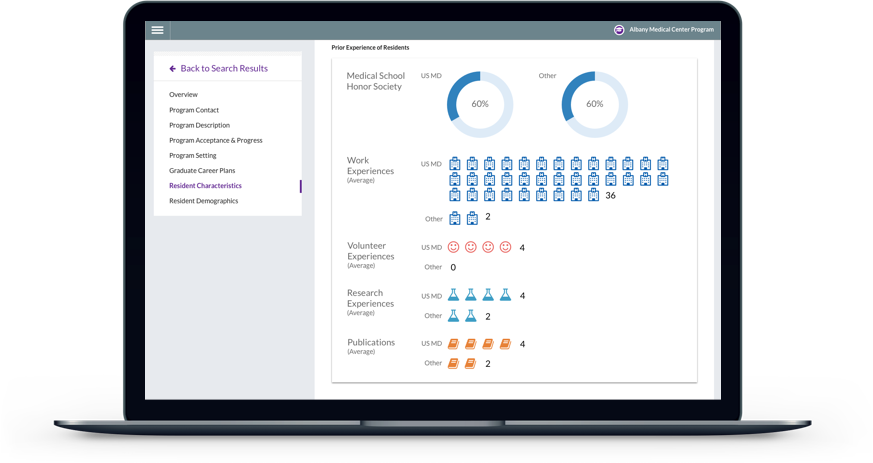 Albany Medical Center Program
Back to Search Results
Overview
Program Contact
Program Description
Program Acceptance & Progress
Program Setting
Graduate Career Plans
Resident Characteristics
Resident Demographics
Prior Experience of Residents
Medical School
Honor Society
US MD
60%
Other
60%
Work
Experiences
(Average)
US MD
36
Other
2
Volunteer
Experiences
(Average)
US MD
4
Other
0
Research
Experiences
(Average)
US MD
4
Other
2
Publications
(Average)
US MD
4
Other
2